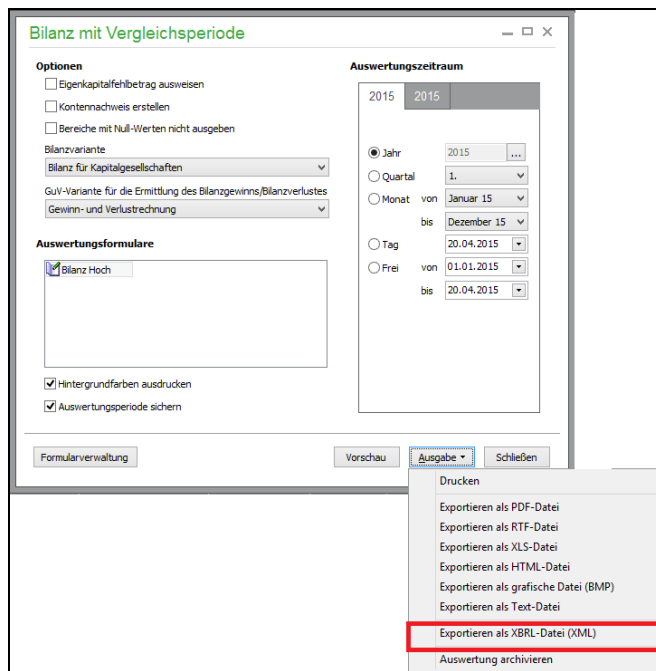 Bilanz mit Vergleichsperiode
Optionen
Eigenkapitalfehlbetrag ausweisen
Kontennachweis erstellen
Bereiche mit Null-Werten nicht ausgeben
Bilanzvariante
Bilanz für Kapitalgesellschaften
GuV-Variante für die Ermittlung des Bilanzgewinns/Bilanzverlustes
Gewinn- und Verlustrechnung
Auswertungsformulare
Bilanz Hoch
Hintergrundfarben ausdrucken
Auswertungsperiode sichern
Auswertungszeitraum
2015 2015
Jahr 2015 ...
Quartal 1.
Monat von Januar 15
bis Dezember 15
Tag 20.04.2015
Frei von 01.01.2015
bis 20.04.2015
Formularverwaltung Vorschau Ausgabe Schließen
Drucken
Exportieren als PDF-Datei
Exportieren als RTF-Datei
Exportieren als XLS-Datei
Exportieren als HTML-Datei
Exportieren als grafische Datei (BMP)
Exportieren als Text-Datei
Exportieren als XBRL-Datei (XML)
Auswertung archivieren